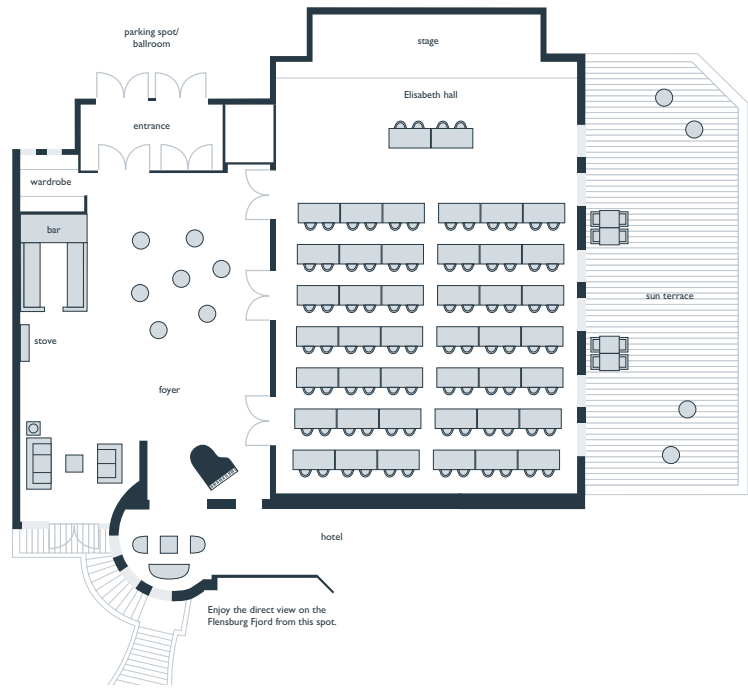 parking spot/
ballroom
stage
Elisabeth hall
entrance
wardrobe
bar
sun terrace
stove
foyer
hotel
Enjoy the direct view on the
Flensburg Fjord from this spot.